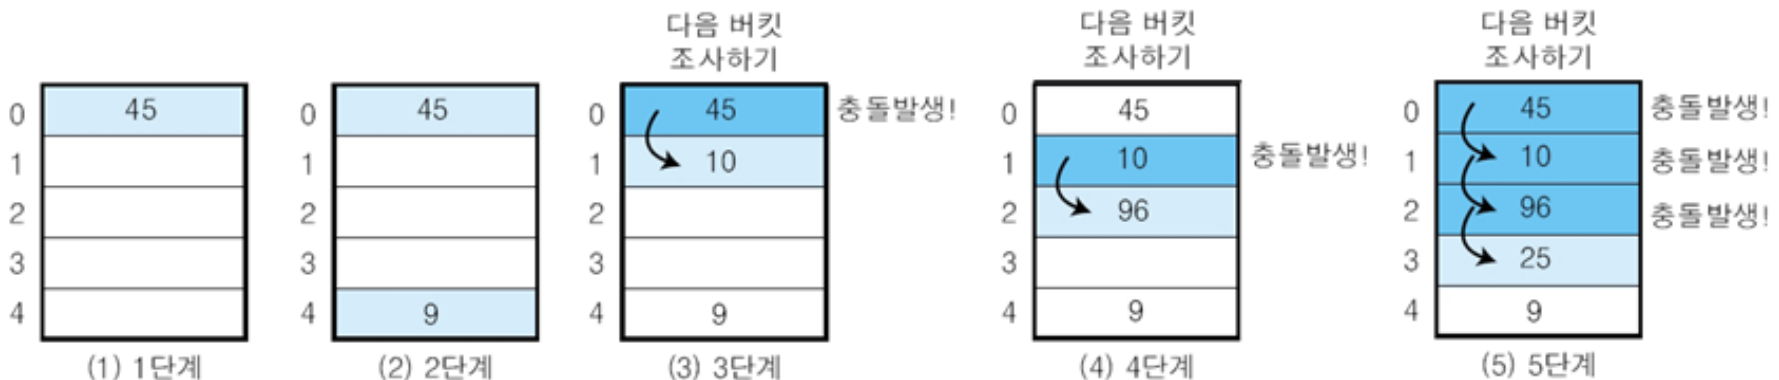 0 45
1
2
3
4
(1) 1단계
0 45
1
2
3
4 9
(2) 2단계
다음 버킷
조사하기
0 45 충돌발생!
1 10
2
3
4 9
(3) 3단계
다음 버킷
조사하기
0 45
1 10 충돌발생!
2 96
3
4 9
(4) 4단계
다음 버킷
조사하기
0 45 충돌발생!
1 10 충돌발생!
2 96 충돌발생!
3 25
4 9
(5) 5단계